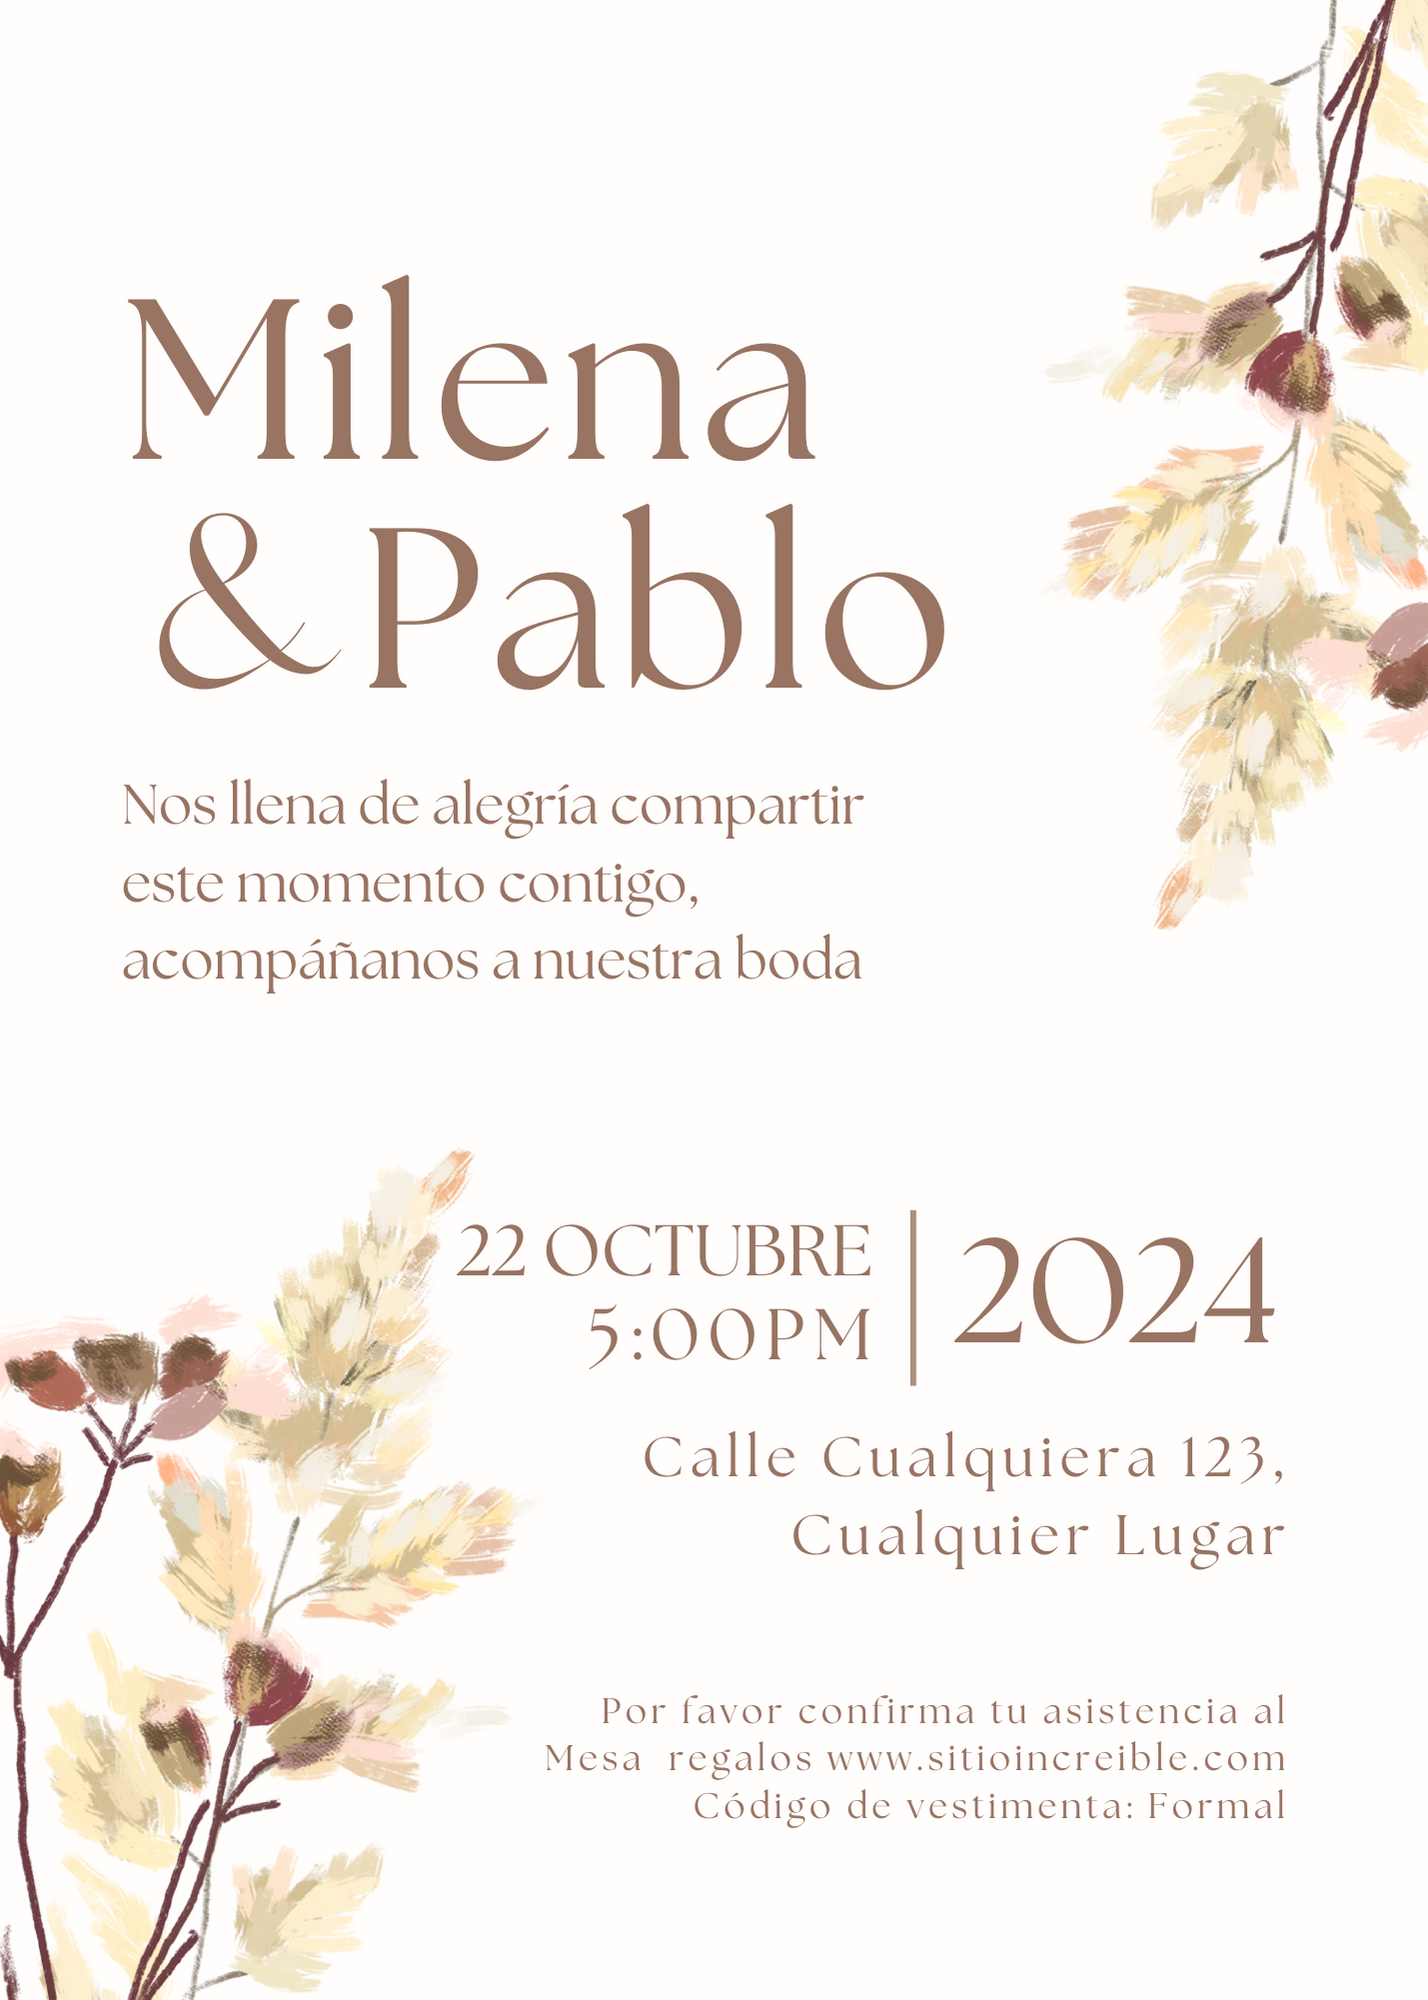 Milena
& Pablo
Nos llena de alegría compartir
este momento contigo,
acompáñanos a nuestra boda
22 OCTUBRE
5:00PM
2024
Calle Cualquiera 123,
Cualquier Lugar
Por favor confirma tu asistencia al
Mesa  regalos www.sitioincreible.com
Código de vestimenta: Formal